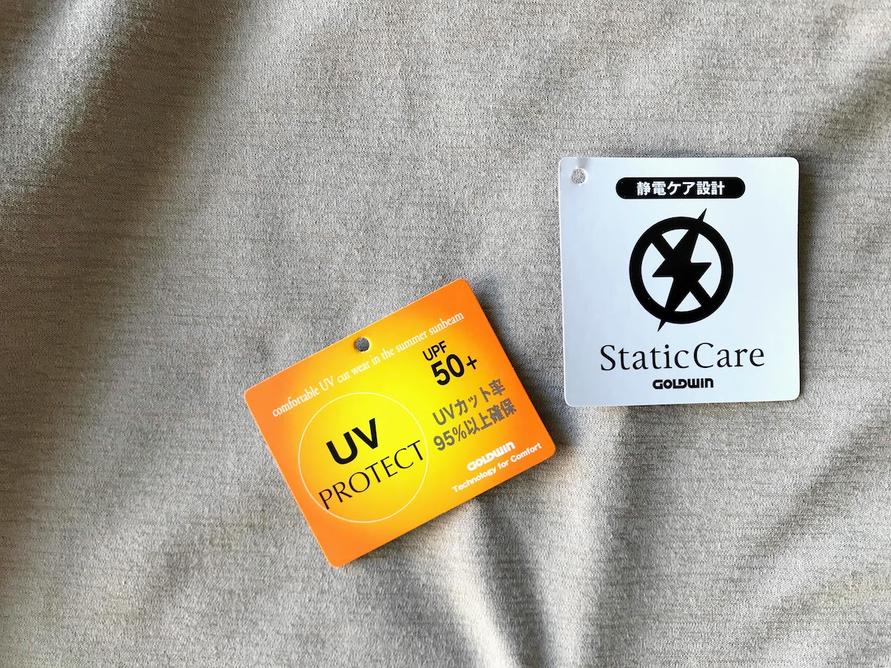 comfortable UV cut wear in the summer sunbeam
UPF
50+
UV
PROTECT
UVカット率
95%以上確保
GOLDWIN
Technology for Comfort
静電ケア設計
StaticCare
GOLDWIN